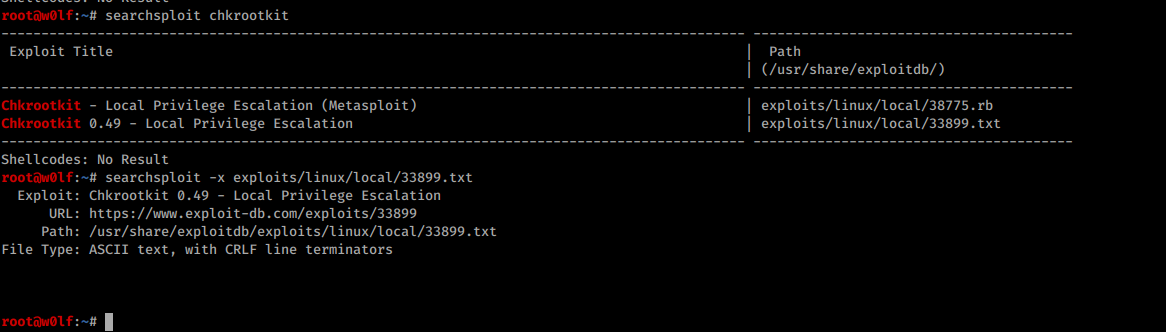 Shellcodes: No Result
root@w0lf:~# searchsploit chkrootkit
--------------------------------------------------------------------------------------------- ----------------------------------------
Exploit Title | Path
| (/usr/share/exploitdb/)
--------------------------------------------------------------------------------------------- ----------------------------------------
Chkrootkit - Local Privilege Escalation (Metasploit) | exploits/linux/local/38775.rb
Chkrootkit 0.49 - Local Privilege Escalation | exploits/linux/local/33899.txt
--------------------------------------------------------------------------------------------- ----------------------------------------
Shellcodes: No Result
root@w0lf:~# searchsploit -x exploits/linux/local/33899.txt
Exploit: Chkrootkit 0.49 - Local Privilege Escalation
URL: https://www.exploit-db.com/exploits/33899
Path: /usr/share/exploitdb/exploits/linux/local/33899.txt
File Type: ASCII text, with CRLF line terminators
root@w0lf:~#